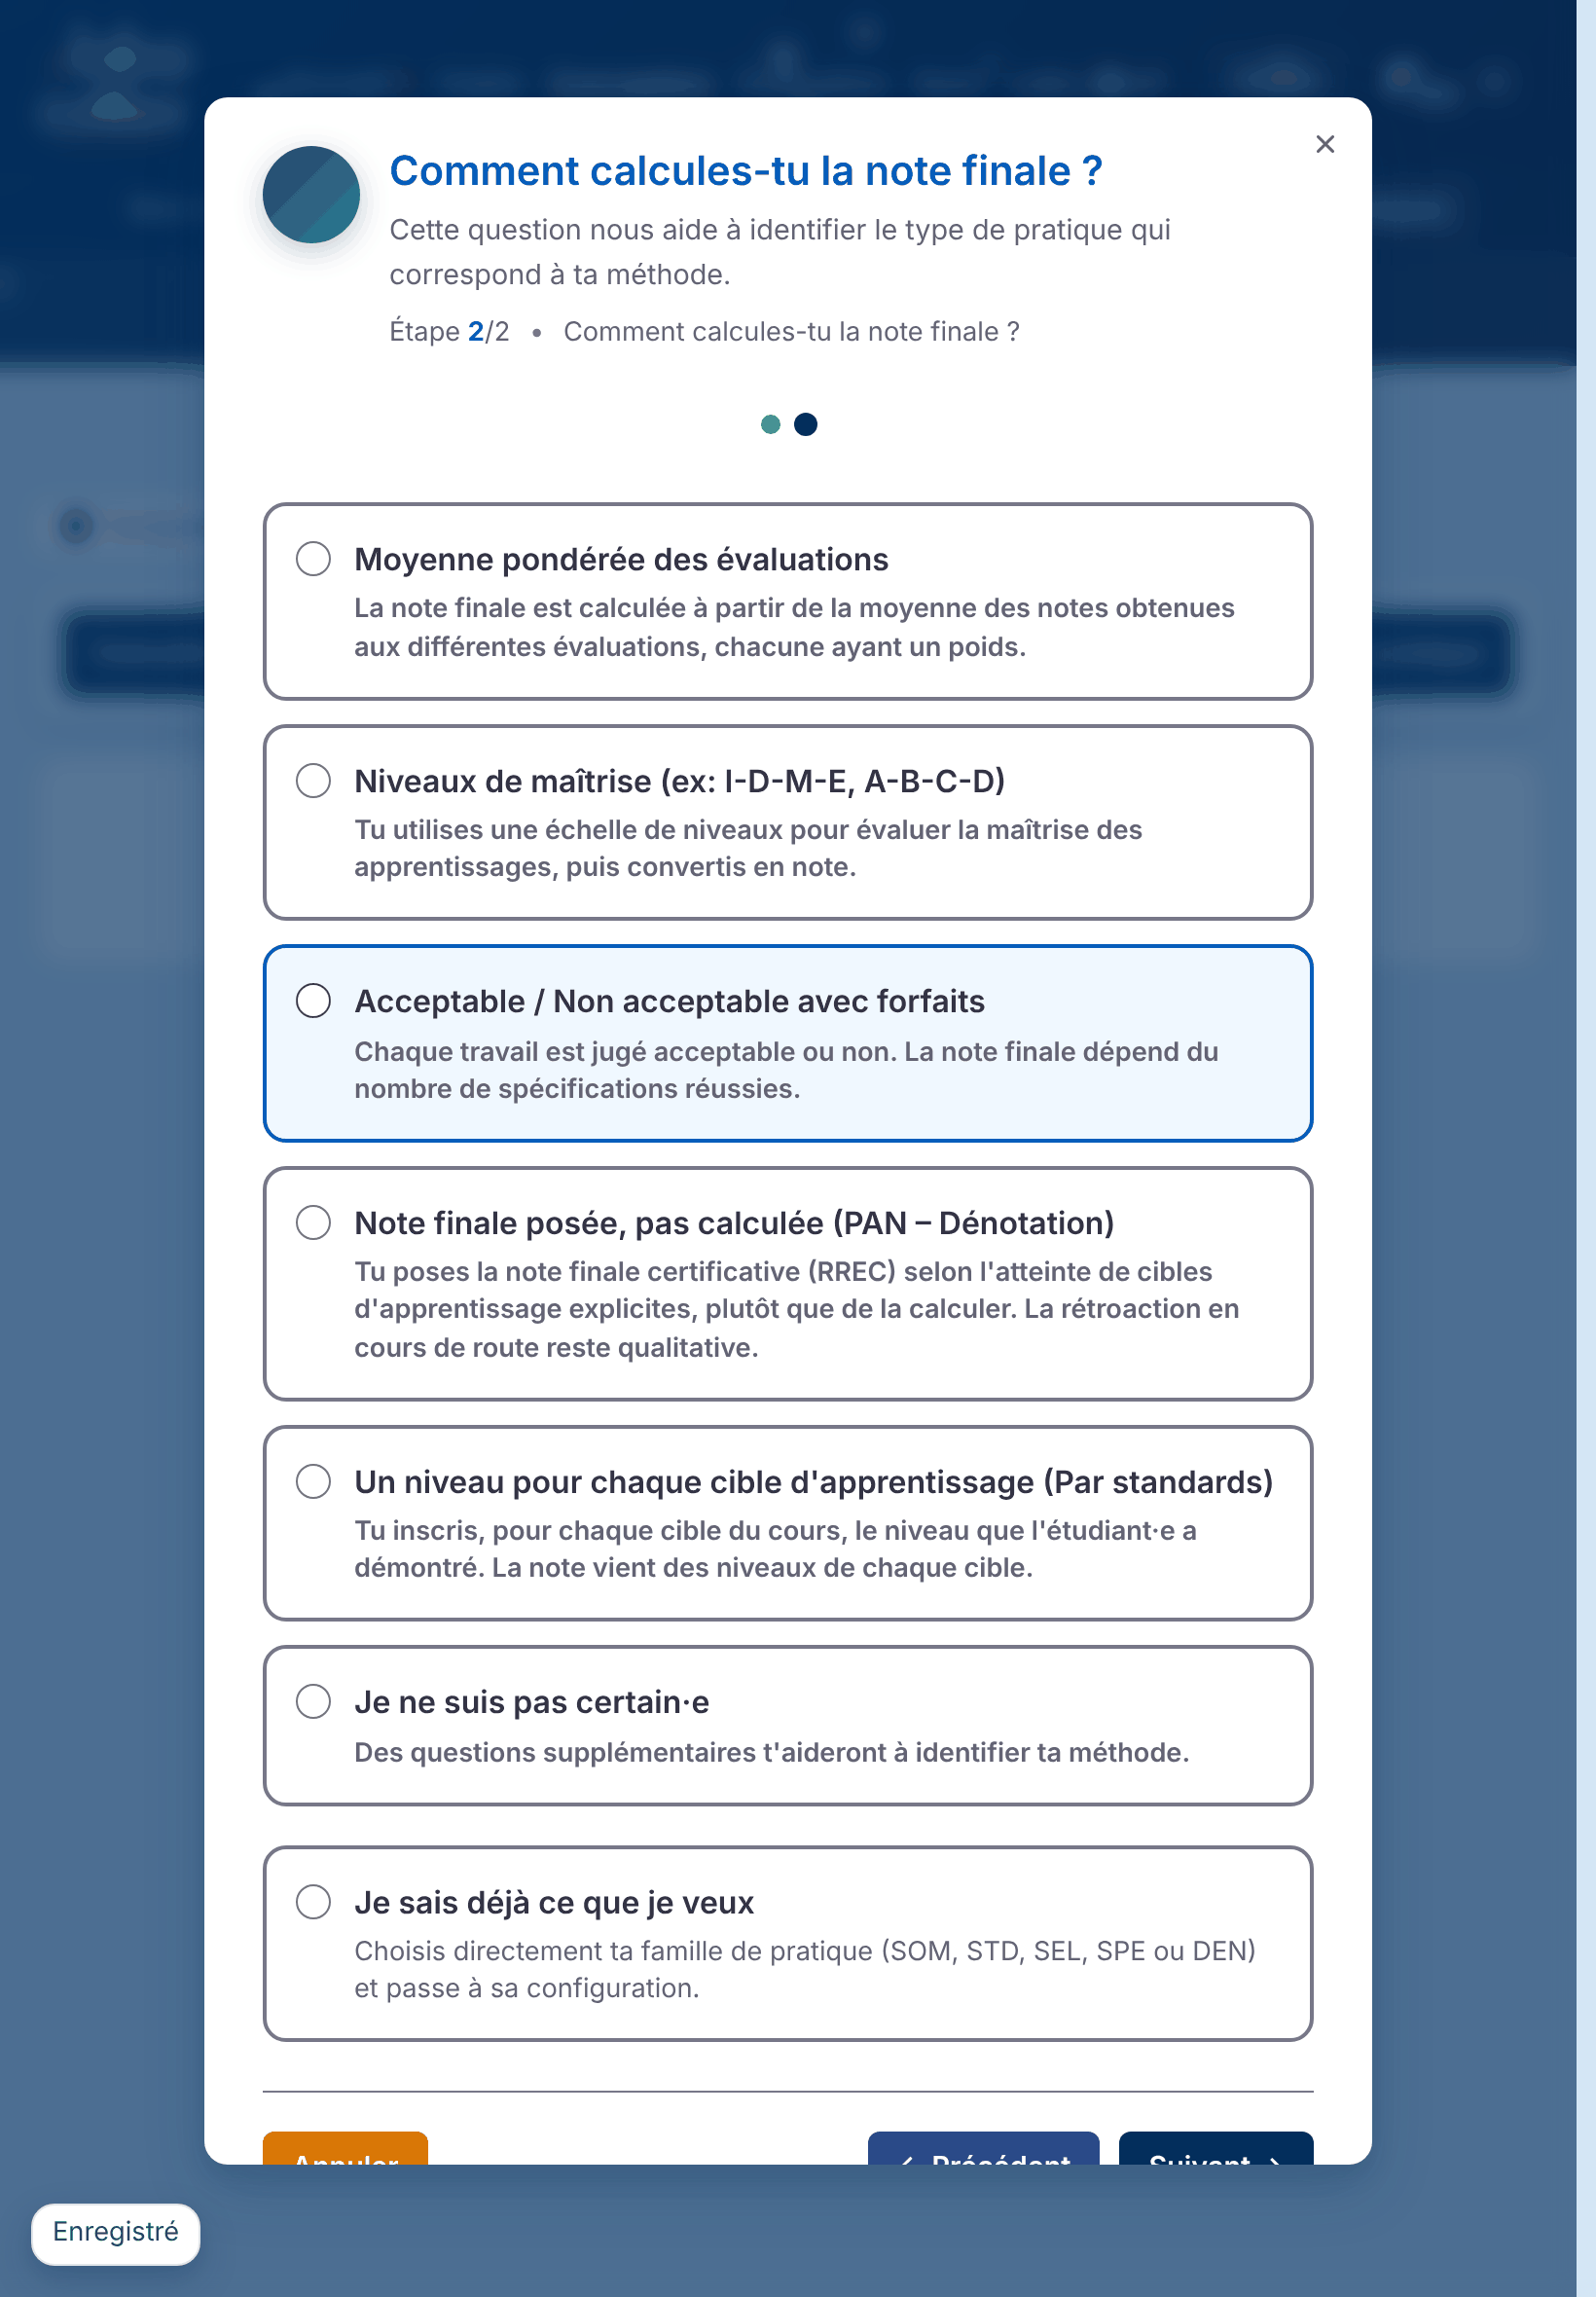 Comment calcules-tu la note finale ?
Cette question nous aide à identifier le type de pratique qui
correspond à ta méthode.
Étape 2/2 • Comment calcules-tu la note finale ?
Moyenne pondérée des évaluations
La note finale est calculée à partir de la moyenne des notes obtenues
aux différentes évaluations, chacune ayant un poids.
Niveaux de maîtrise (ex: I-D-M-E, A-B-C-D)
Tu utilises une échelle de niveaux pour évaluer la maîtrise des
apprentissages, puis convertis en note.
Acceptable / Non acceptable avec forfaits
Chaque travail est jugé acceptable ou non. La note finale dépend du
nombre de spécifications réussies.
Note finale posée, pas calculée (PAN – Dénotation)
Tu poses la note finale certificative (RREC) selon l'atteinte de cibles
d'apprentissage explicites, plutôt que de la calculer. La rétroaction en
cours de route reste qualitative.
Un niveau pour chaque cible d'apprentissage (Par standards)
Tu inscris, pour chaque cible du cours, le niveau que l'étudiant·e a
démontré. La note vient des niveaux de chaque cible.
Je ne suis pas certain·e
Des questions supplémentaires t'aideront à identifier ta méthode.
Je sais déjà ce que je veux
Choisis directement ta famille de pratique (SOM, STD, SEL, SPE ou DEN)
et passe à sa configuration.
Annuler
Précédent
Suivant
Enregistré